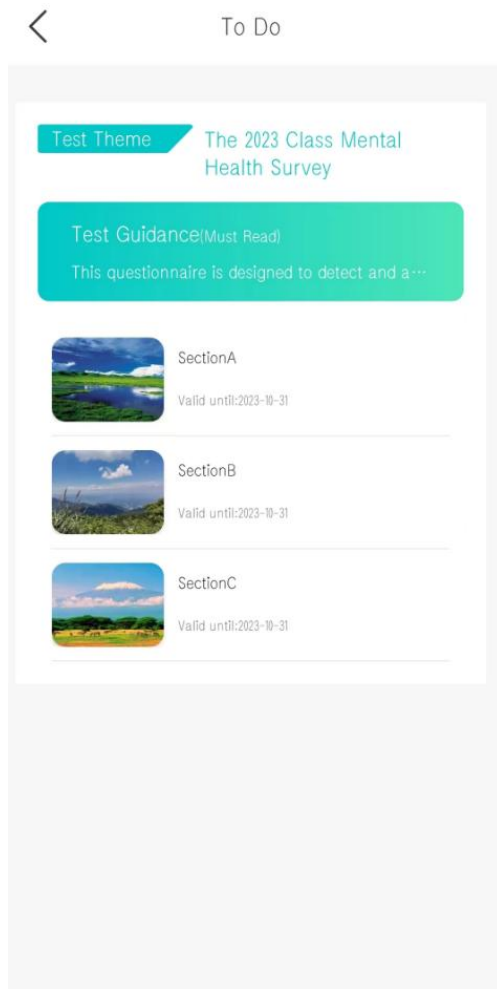 To Do
Test Theme
The 2023 Class Mental
Health Survey
Test Guidance(Must Read)
This questionnaire is designed to detect and a···
SectionA
Valid until:2023-10-31
SectionB
Valid until:2023-10-31
SectionC
Valid until:2023-10-31